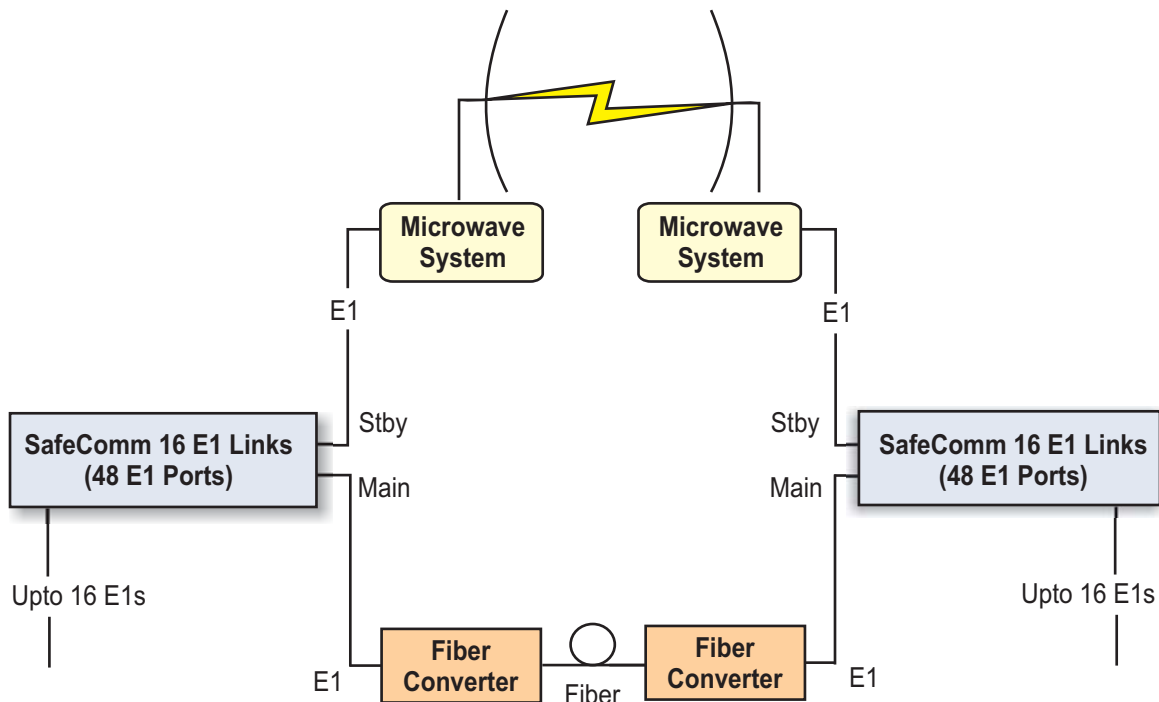 Microwave
System
Microwave
System
E1
E1
Stby
Stby
SafeComm 16 E1 Links
(48 E1 Ports)
SafeComm 16 E1 Links
(48 E1 Ports)
Main
Main
Upto 16 E1s
Upto 16 E1s
Fiber
Converter
Fiber
Converter
E1
Fiber
E1